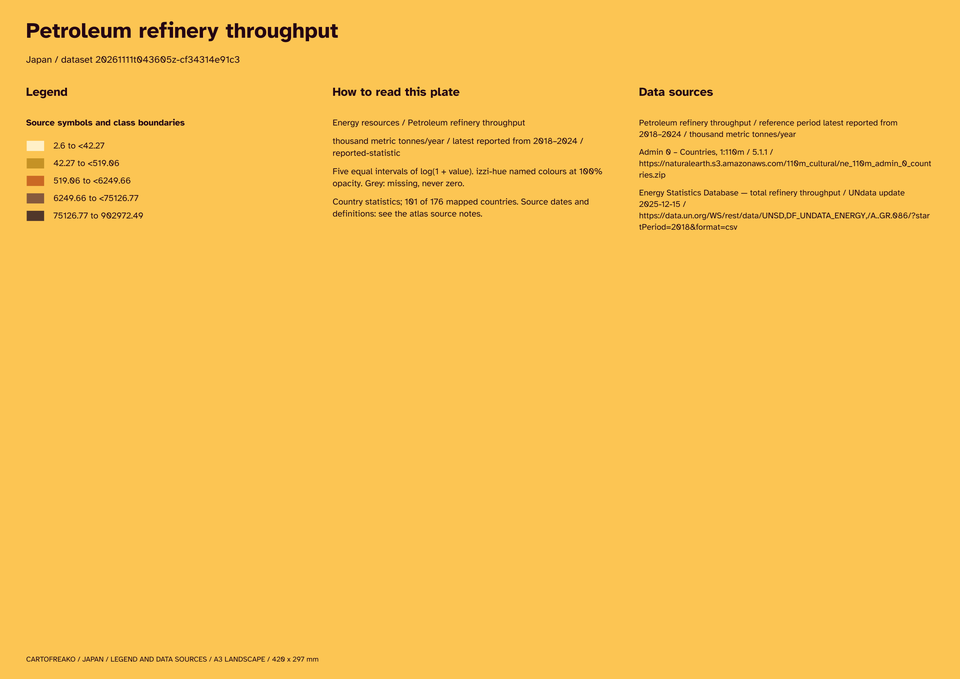 Petroleum refinery throughput
Japan / dataset 20261111t043605z-cf34314e91c3
Legend
Source symbols and class boundaries
2.6 to <42.27
42.27 to <519.06
519.06 to <6249.66
6249.66 to <75126.77
75126.77 to 902972.49
How to read this plate
Energy resources / Petroleum refinery throughput
thousand metric tonnes/year / latest reported from 2018–2024 /
reported-statistic
Five equal intervals of log(1 + value). izzi-hue named colours at 100%
opacity. Grey: missing, never zero.
Country statistics; 101 of 176 mapped countries. Source dates and
definitions: see the atlas source notes.
Data sources
Petroleum refinery throughput / reference period latest reported from
2018–2024 / thousand metric tonnes/year
Admin 0 – Countries, 1:110m / 5.1.1 /
https://naturalearth.s3.amazonaws.com/110m_cultural/ne_110m_admin_0_count
ries.zip
Energy Statistics Database — total refinery throughput / UNdata update
2025-12-15 /
https://data.un.org/WS/rest/data/UNSD,DF_UNDATA_ENERGY,/A..GR.086/?star
tPeriod=2018&format=csv
CARTOFREAKO / JAPAN / LEGEND AND DATA SOURCES / A3 LANDSCAPE / 420 x 297 mm